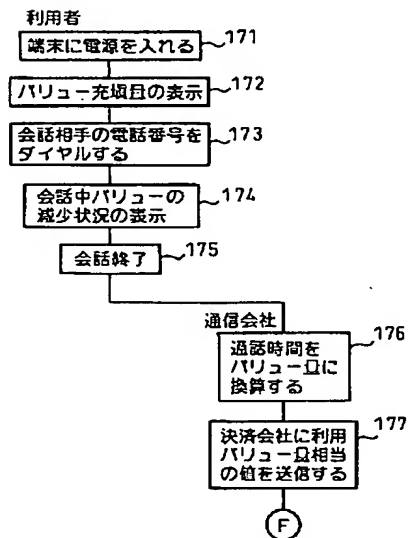 利用者
端末に電源を入れる
171
バリュー充填量の表示
172
会話相手の電話番号を
ダイヤルする
173
会話中バリューの
減少状況の表示
174
会話終了
175
通信会社
通話時間を
バリュー量に
換算する
176
決済会社に利用
バリュー量相当
の値を送信する
177
F